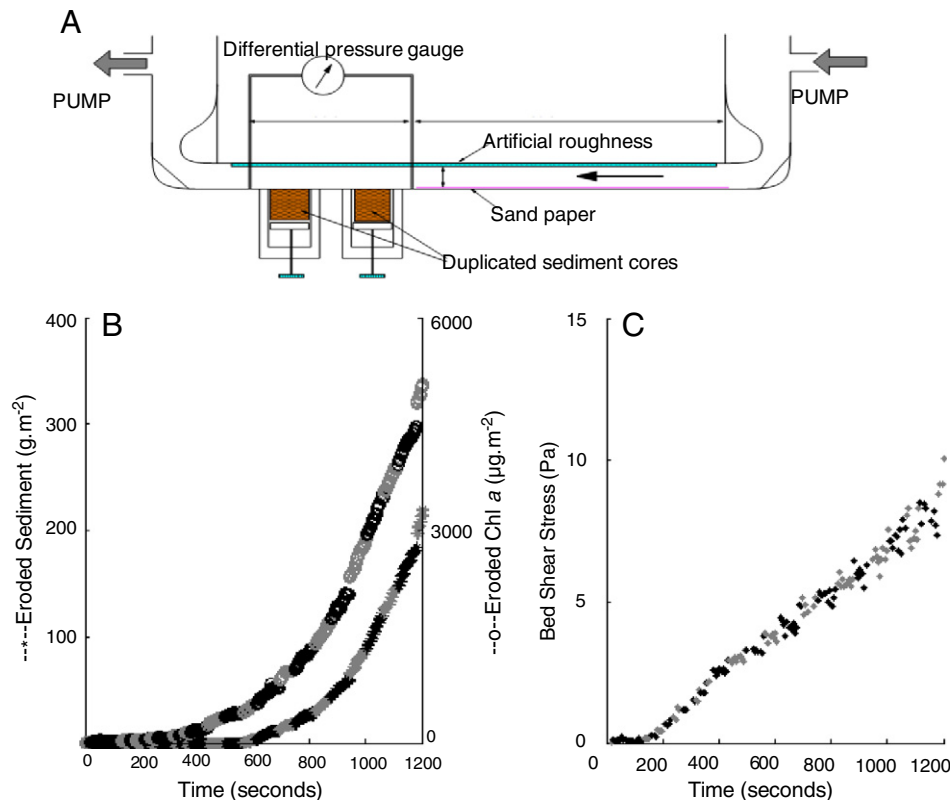 A
Differential pressure gauge
PUMP
PUMP
Artificial roughness
Sand paper
Duplicated sediment cores
B
400
300
200
100
--*--Eroded Sediment (g.m-2)
6000
3000
0
--o--Eroded Chl a (µg.m-2)
0 200 400 600 800 1000 1200
Time (seconds)
C
15
10
5
0
Bed Shear Stress (Pa)
0 200 400 600 800 1000 1200
Time (seconds)